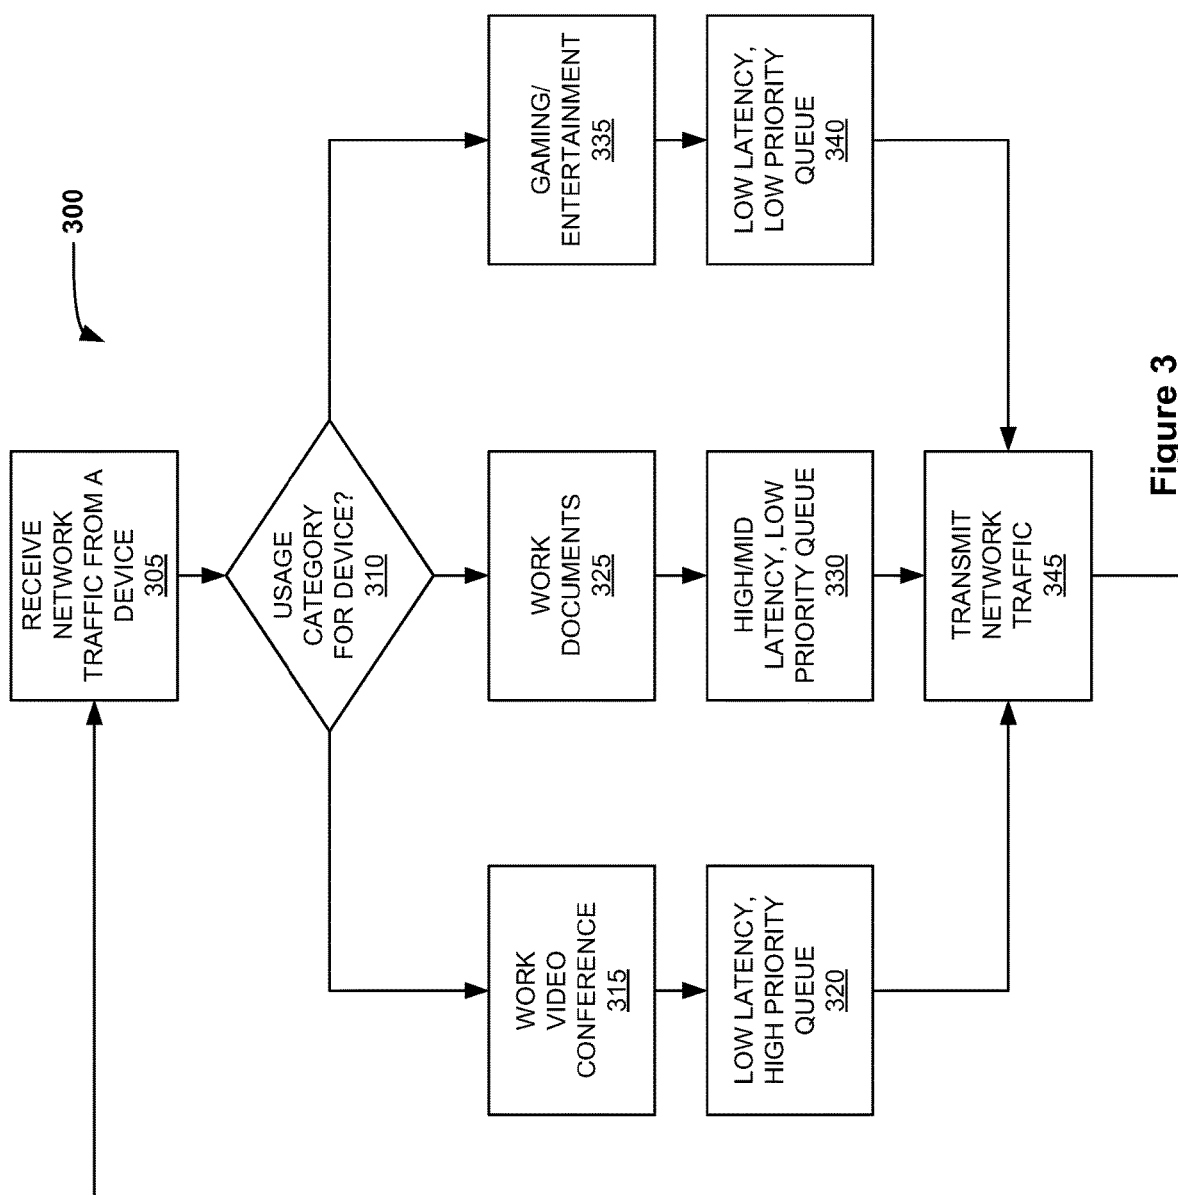 300
RECEIVE
NETWORK
TRAFFIC FROM A
DEVICE
305
USAGE
CATEGORY
FOR DEVICE?
310
WORK
VIDEO
CONFERENCE
315
LOW LATENCY,
HIGH PRIORITY
QUEUE
320
WORK
DOCUMENTS
325
HIGH/MID
LATENCY, LOW
PRIORITY QUEUE
330
GAMING/
ENTERTAINMENT
335
LOW LATENCY,
LOW PRIORITY
QUEUE
340
TRANSMIT
NETWORK
TRAFFIC
345
Figure 3